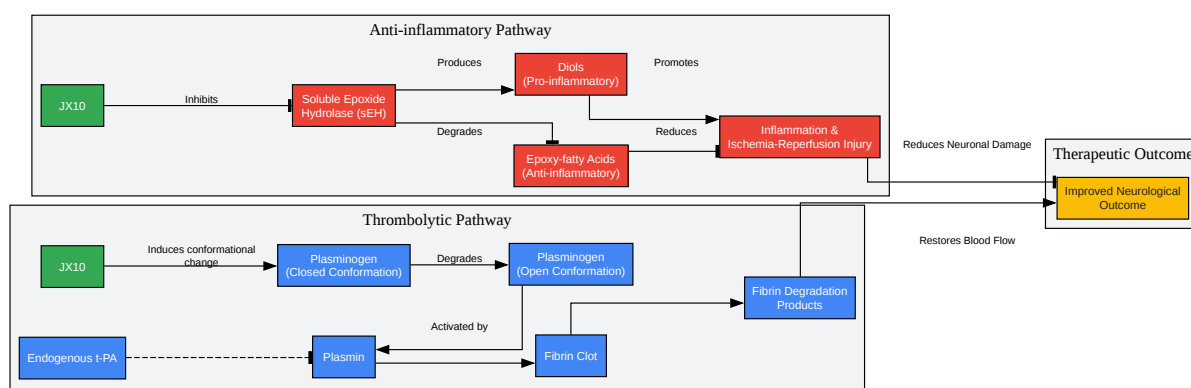 Anti-inflammatory Pathway
JX10
Inhibits
Soluble Epoxide
Hydrolase (sEH)
Produces
Degrades
Diols
(Pro-inflammatory)
Epoxy-fatty Acids
(Anti-inflammatory)
Promotes
Reduces
Inflammation &
Ischemia-Reperfusion Injury
Reduces Neuronal Damage
Therapeutic Outcome
Improved Neurological
Outcome
Restores Blood Flow
Thrombolytic Pathway
JX10
Induces conformational
change
Plasminogen
(Closed Conformation)
Degrades
Plasminogen
(Open Conformation)
Activated by
Endogenous t-PA
Plasmin
Fibrin Clot
Fibrin Degradation
Products